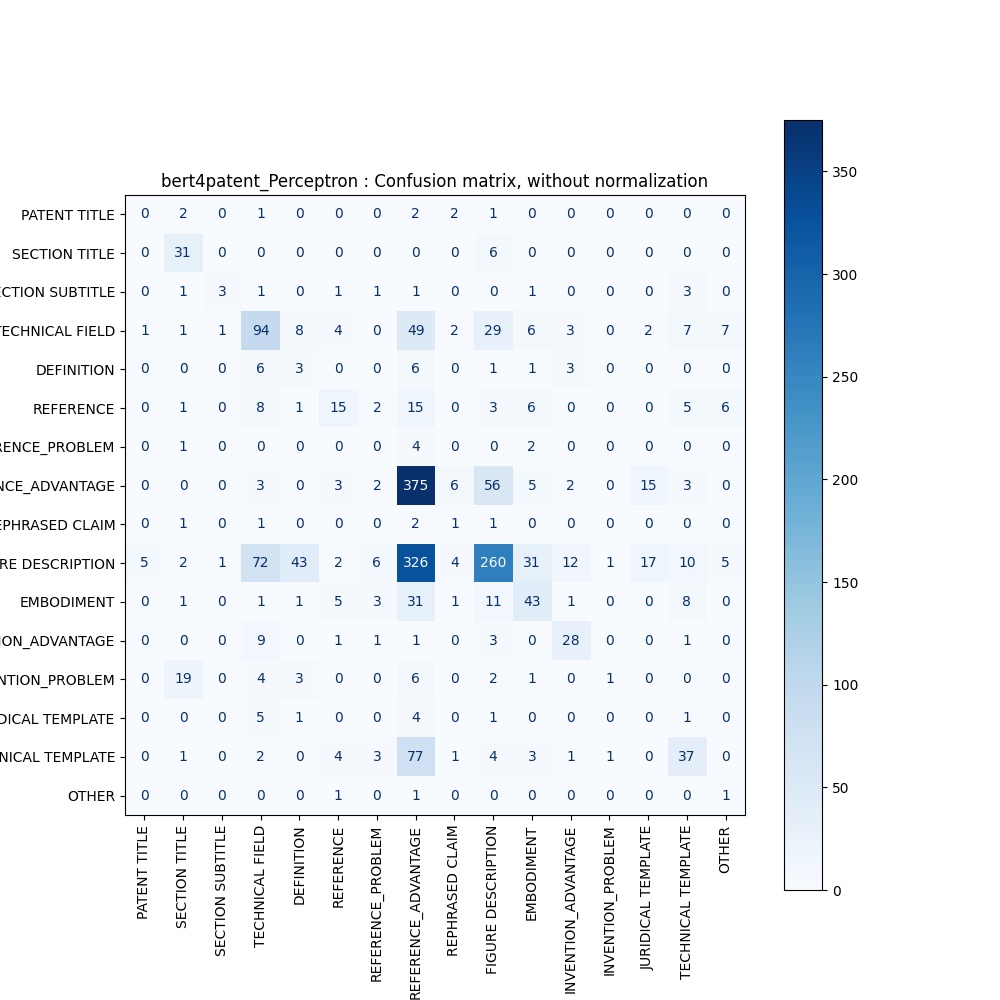 bert4patent_Perceptron : Confusion matrix, without normalization
PATENT TITLE 0 2 0 1 0 0 0 2 2 1 0 0 0 0 0 0
SECTION TITLE 0 31 0 0 0 0 0 0 0 6 0 0 0 0 0 0
CTION SUBTITLE 0 1 3 1 0 1 1 1 0 0 1 0 0 0 3 0
TECHNICAL FIELD 1 1 1 94 8 4 0 49 2 29 6 3 0 2 7 7
DEFINITION 0 0 0 6 3 0 0 6 0 1 1 3 0 0 0 0
REFERENCE 0 1 0 8 1 15 2 15 0 3 6 0 0 0 5 6
RENCE_PROBLEM 0 1 0 0 0 0 0 4 0 0 2 0 0 0 0 0
NCE_ADVANTAGE 0 0 0 3 0 3 2 375 6 56 5 2 0 15 3 0
EPHRASED CLAIM 0 1 0 1 0 0 0 2 1 1 0 0 0 0 0 0
RE DESCRIPTION 5 2 1 72 43 2 6 326 4 260 31 12 1 17 10 5
EMBODIMENT 0 1 0 1 1 5 3 31 1 11 43 1 0 0 8 0
ION_ADVANTAGE 0 0 0 9 0 1 1 1 0 3 0 28 0 0 1 0
NTION_PROBLEM 0 19 0 4 3 0 0 6 0 2 1 0 1 0 0 0
DICAL TEMPLATE 0 0 0 5 1 0 0 4 0 1 0 0 0 0 1 0
NICAL TEMPLATE 0 1 0 2 0 4 3 77 1 4 3 1 1 0 37 0
OTHER 0 0 0 0 0 1 0 1 0 0 0 0 0 0 0 1
PATENT TITLE
SECTION TITLE
SECTION SUBTITLE
TECHNICAL FIELD
DEFINITION
REFERENCE
REFERENCE_PROBLEM
REFERENCE_ADVANTAGE
REPHRASED CLAIM
FIGURE DESCRIPTION
EMBODIMENT
INVENTION_ADVANTAGE
INVENTION_PROBLEM
JURIDICAL TEMPLATE
TECHNICAL TEMPLATE
OTHER
350
300
250
200
150
100
50
0